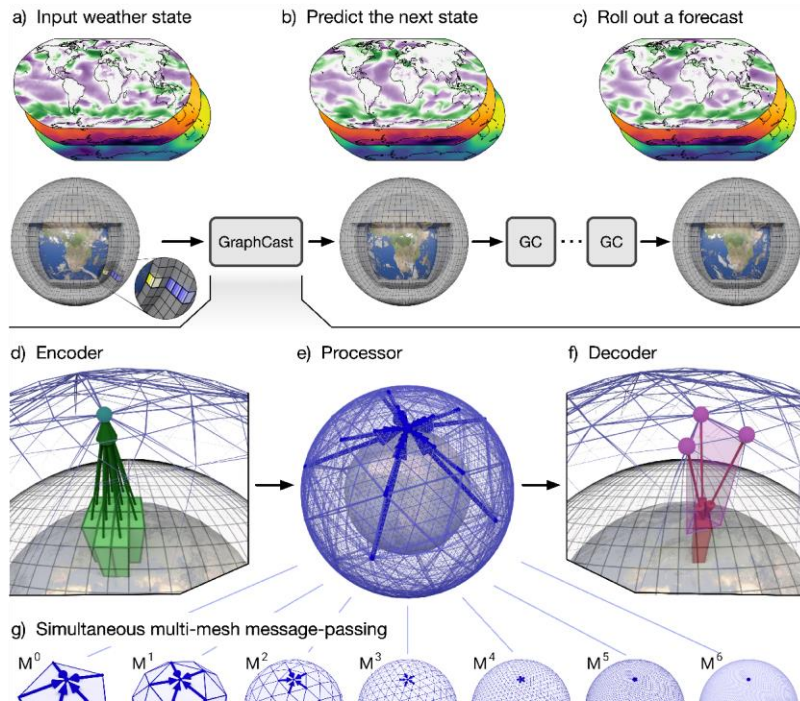 a) Input weather state
b) Predict the next state
c) Roll out a forecast
GraphCast
GC
...
GC
d) Encoder
e) Processor
f) Decoder
g) Simultaneous multi-mesh message-passing
M⁰
M¹
M²
M³
M⁴
M⁵
M⁶